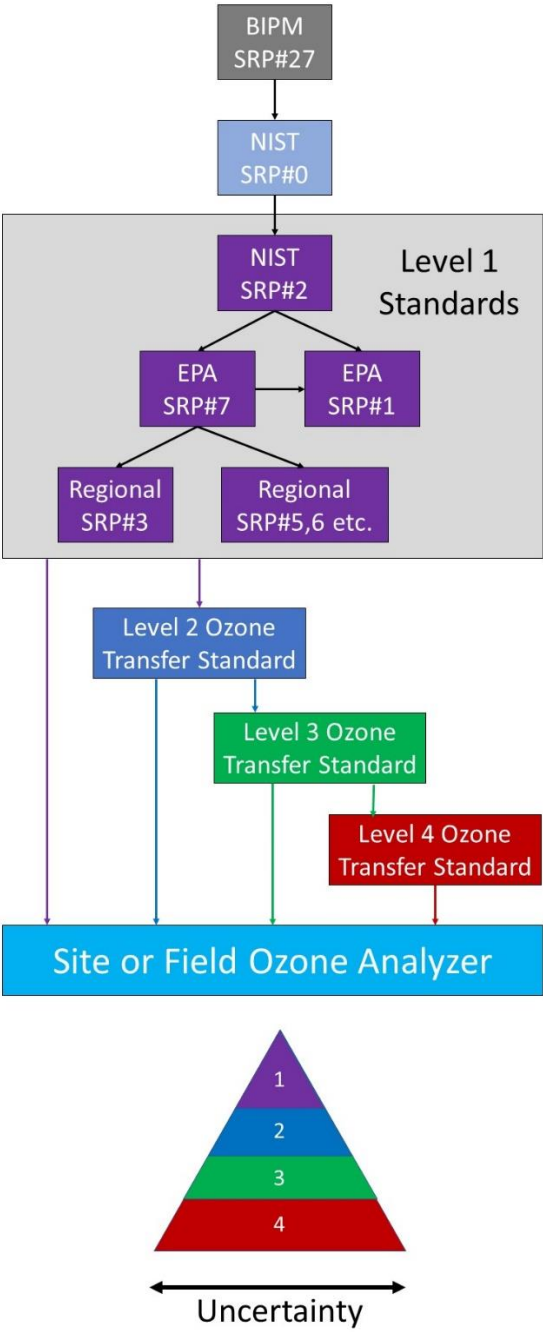 BIPM
SRP#27
NIST
SRP#0
Level 1
Standards
NIST
SRP#2
EPA
SRP#7
EPA
SRP#1
Regional
SRP#3
Regional
SRP#5,6 etc.
Level 2 Ozone
Transfer Standard
Level 3 Ozone
Transfer Standard
Level 4 Ozone
Transfer Standard
Site or Field Ozone Analyzer
1
2
3
4
Uncertainty